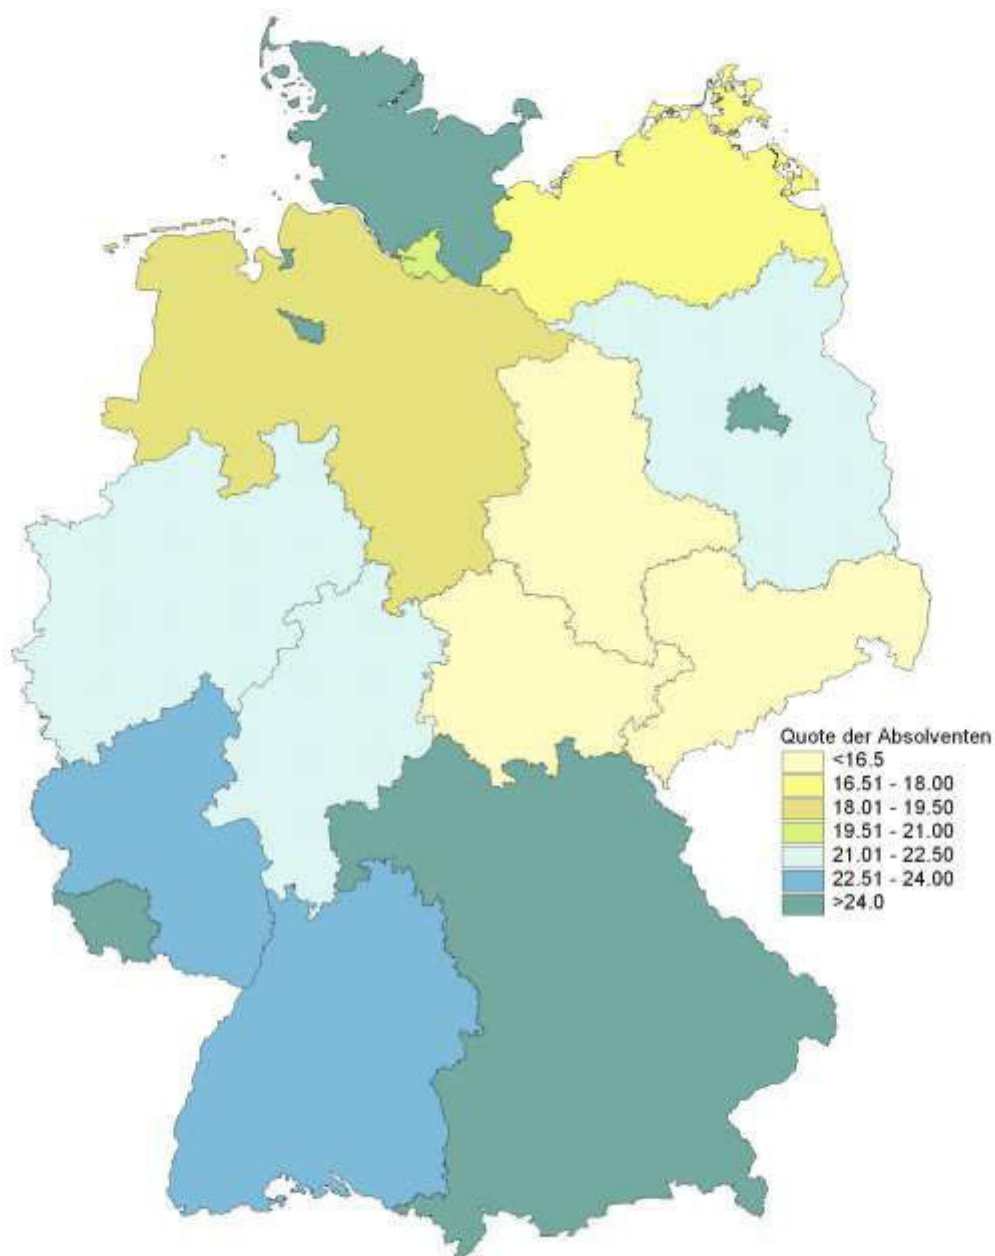 Quote der Absolventen
<16.5
16.51 - 18.00
18.01 - 19.50
19.51 - 21.00
21.01 - 22.50
22.51 - 24.00
>24.0